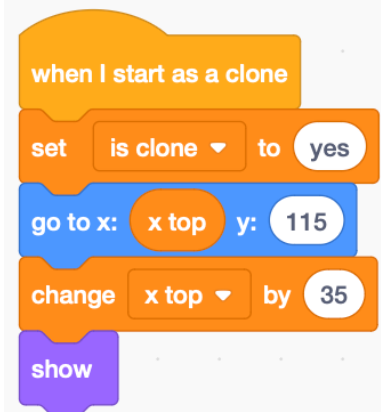 when I start as a clone
set is clone to yes
go to x: x top y: 115
change x top by 35
show